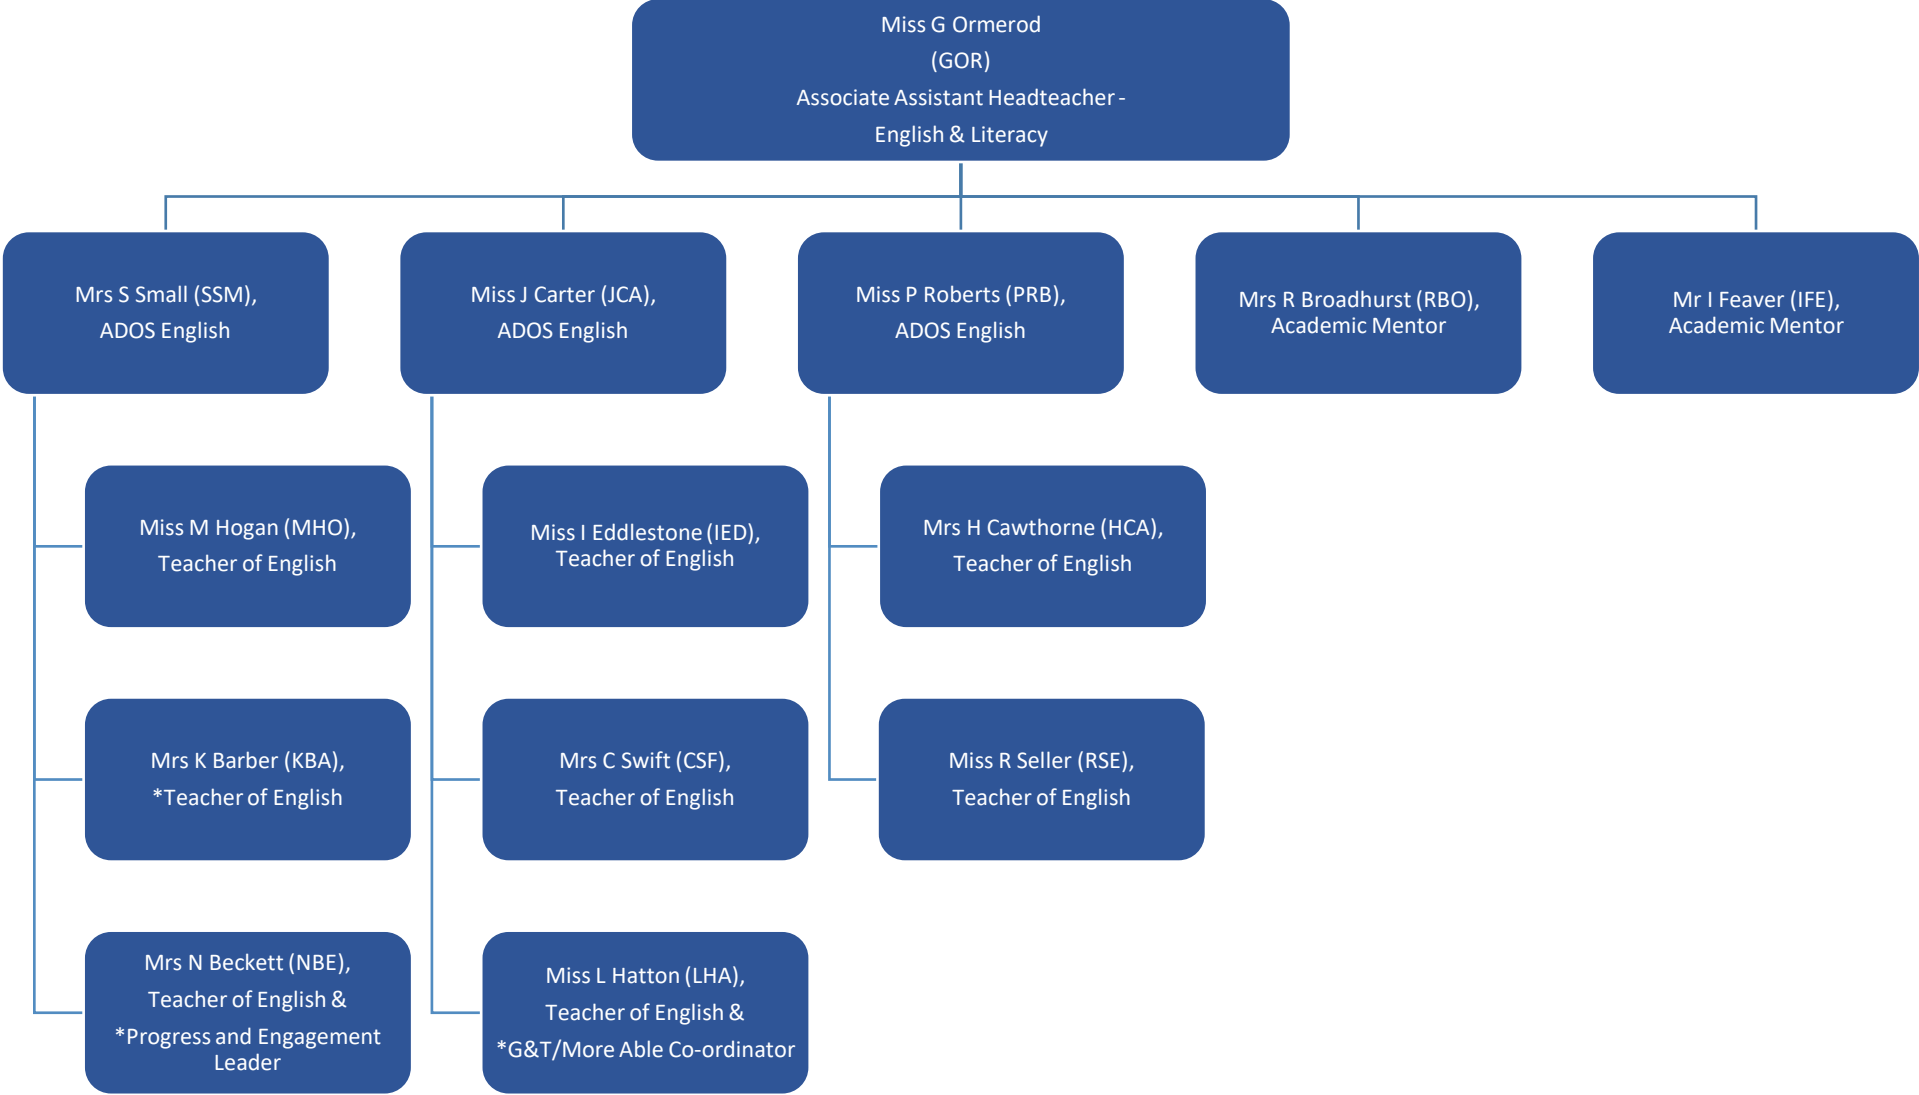 Miss G Ormerod
(GOR)
Associate Assistant Headteacher -
English & Literacy
Mrs S Small (SSM),
ADOS English
Miss J Carter (JCA),
ADOS English
Miss P Roberts (PRB),
ADOS English
Mrs R Broadhurst (RBO),
Academic Mentor
Mr I Feaver (IFE),
Academic Mentor
Miss M Hogan (MHO),
Teacher of English
Miss I Eddlestone (IED),
Teacher of English
Mrs H Cawthorne (HCA),
Teacher of English
Mrs K Barber (KBA),
*Teacher of English
Mrs C Swift (CSF),
Teacher of English
Miss R Seller (RSE),
Teacher of English
Mrs N Beckett (NBE),
Teacher of English &
*Progress and Engagement
Leader
Miss L Hatton (LHA),
Teacher of English &
*G&T/More Able Co-ordinator